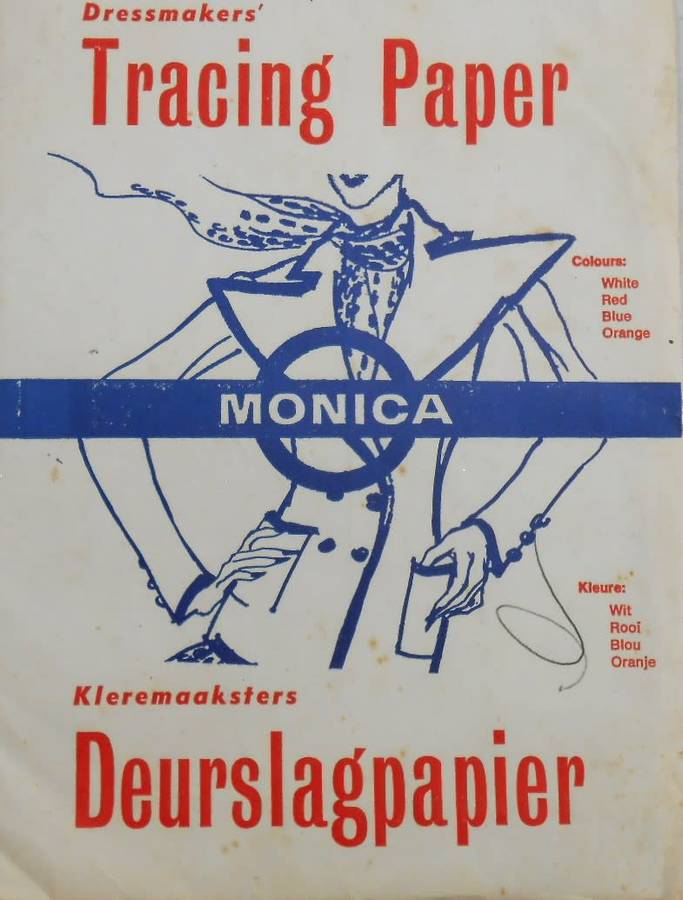 Dressmakers'
Tracing Paper
Colours:
White
Red
Blue
Orange
MONICA
Kleure:
Wit
Rooi
Blou
Oranje
Kleremaaksters
Deurslagpapier